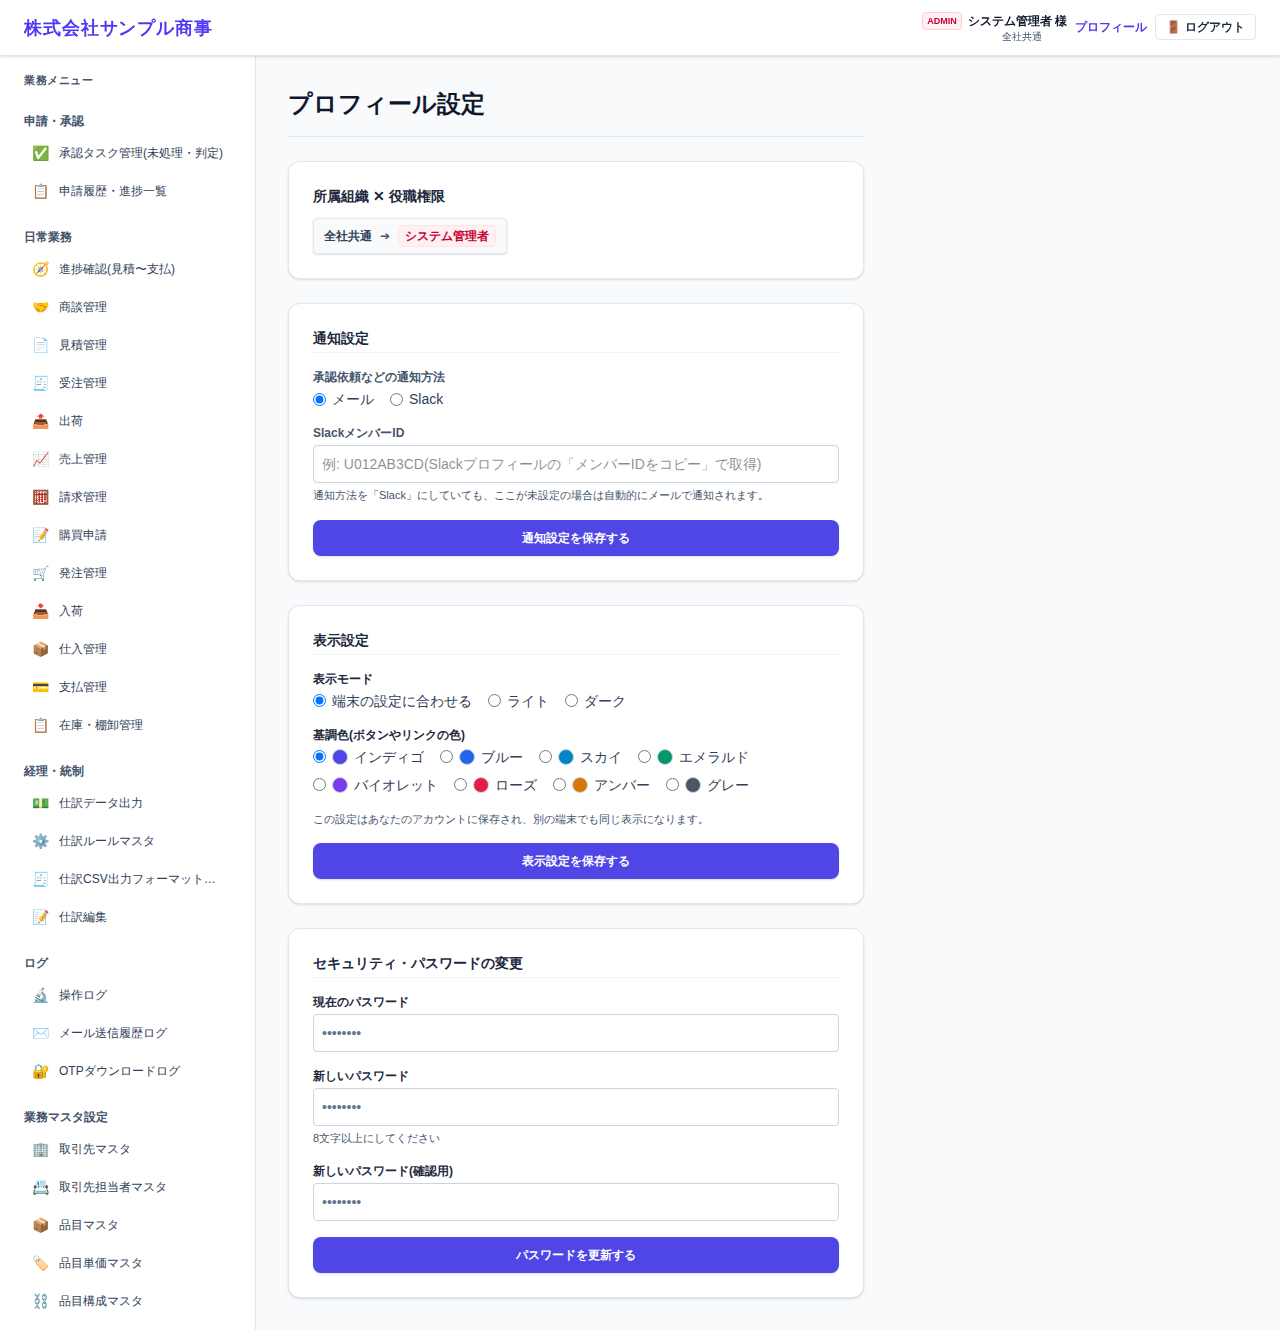 株式会社サンプル商事
ADMIN システム管理者 様
全社共通
プロフィール
ログアウト
業務メニュー
申請・承認
承認タスク管理(未処理・判定)
申請履歴・進捗一覧
日常業務
進捗確認(見積〜支払)
商談管理
見積管理
受注管理
出荷
売上管理
請求管理
購買申請
発注管理
入荷
仕入管理
支払管理
在庫・棚卸管理
経理・統制
仕訳データ出力
仕訳ルールマスタ
仕訳CSV出力フォーマット…
仕訳編集
ログ
操作ログ
メール送信履歴ログ
OTPダウンロードログ
業務マスタ設定
取引先マスタ
取引先担当者マスタ
品目マスタ
品目単価マスタ
品目構成マスタ
プロフィール設定
所属組織 ✕ 役職権限
全社共通 ➔ システム管理者
通知設定
承認依頼などの通知方法
メール Slack
SlackメンバーID
例: U012AB3CD(Slackプロフィールの「メンバーIDをコピー」で取得)
通知方法を「Slack」にしていても、ここが未設定の場合は自動的にメールで通知されます。
通知設定を保存する
表示設定
表示モード
端末の設定に合わせる ライト ダーク
基調色(ボタンやリンクの色)
インディゴ ブルー スカイ エメラルド
バイオレット ローズ アンバー グレー
この設定はあなたのアカウントに保存され、別の端末でも同じ表示になります。
表示設定を保存する
セキュリティ・パスワードの変更
現在のパスワード
••••••••
新しいパスワード
••••••••
8文字以上にしてください
新しいパスワード(確認用)
••••••••
パスワードを更新する